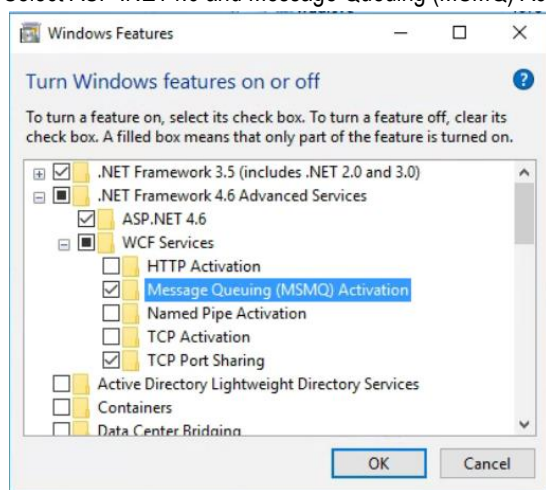 Windows Features
Turn Windows features on or off
To turn a feature on, select its check box. To turn a feature off, clear its
check box. A filled box means that only part of the feature is turned on.
.NET Framework 3.5 (includes .NET 2.0 and 3.0)
.NET Framework 4.6 Advanced Services
ASP.NET 4.6
WCF Services
HTTP Activation
Message Queuing (MSMQ) Activation
Named Pipe Activation
TCP Activation
TCP Port Sharing
Active Directory Lightweight Directory Services
Containers
Data Center Bridging
OK Cancel